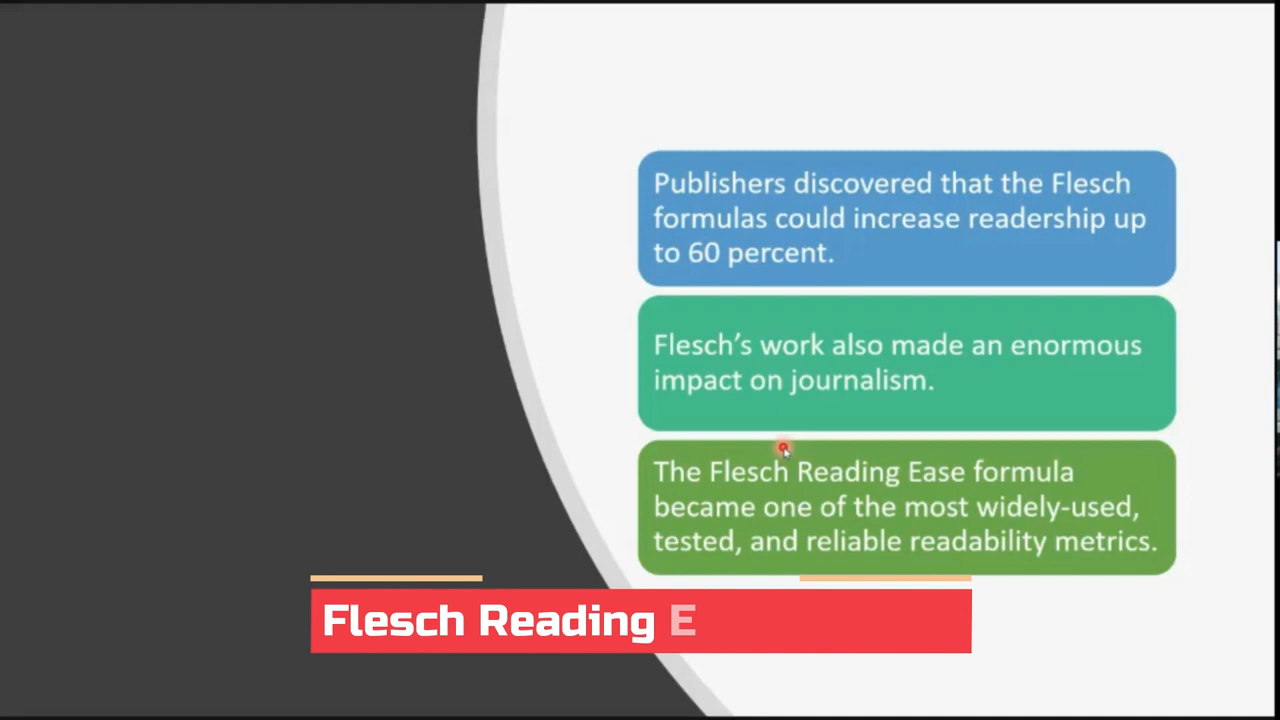 Publishers discovered that the Flesch
formulas could increase readership up
to 60 percent.
Flesch’s work also made an enormous
impact on journalism.
The Flesch Reading Ease formula
became one of the most widely-used,
tested, and reliable readability metrics.
Flesch Reading E